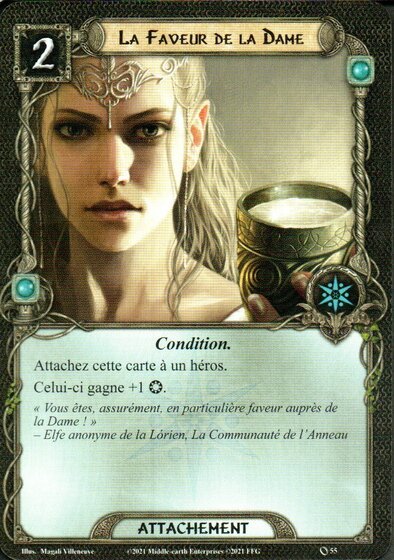 2
LA FAVEUR DE LA DAME
Condition.
Attachez cette carte à un héros.
Celui-ci gagne +1 .
« Vous êtes, assurément, en particulière faveur auprès de
la Dame ! »
– Elfe anonyme de la Lórien, La Communauté de l'Anneau
ATTACHEMENT
Illus. Magali Villeneuve ©2021 Middle-earth Enterprises ©2021 FFG 55